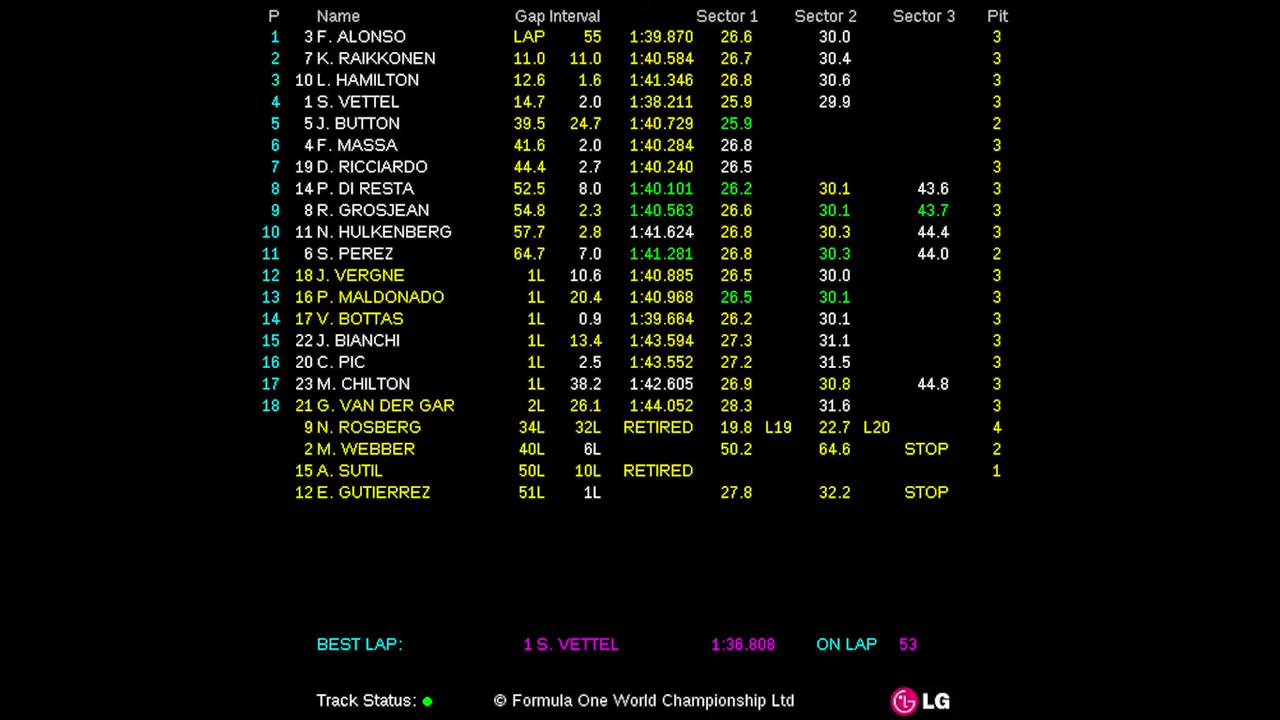 P Name Gap Interval Sector 1 Sector 2 Sector 3 Pit
1 3 F. ALONSO LAP 55 1:39.870 26.6 30.0 3
2 7 K. RAIKKONEN 11.0 11.0 1:40.584 26.7 30.4 3
3 10 L. HAMILTON 12.6 1.6 1:41.346 26.8 30.6 3
4 1 S. VETTEL 14.7 2.0 1:38.211 25.9 29.9 3
5 5 J. BUTTON 39.5 24.7 1:40.729 25.9 2
6 4 F. MASSA 41.6 2.0 1:40.284 26.8 3
7 19 D. RICCIARDO 44.4 2.7 1:40.240 26.5 3
8 14 P. DI RESTA 52.5 8.0 1:40.101 26.2 30.1 43.6 3
9 8 R. GROSJEAN 54.8 2.3 1:40.563 26.6 30.1 43.7 3
10 11 N. HULKENBERG 57.7 2.8 1:41.624 26.8 30.3 44.4 3
11 6 S. PEREZ 64.7 7.0 1:41.281 26.8 30.3 44.0 2
12 18 J. VERGNE 1L 10.6 1:40.885 26.5 30.0 3
13 16 P. MALDONADO 1L 20.4 1:40.968 26.5 30.1 3
14 17 V. BOTTAS 1L 0.9 1:39.664 26.2 30.1 3
15 22 J. BIANCHI 1L 13.4 1:43.594 27.3 31.1 3
16 20 C. PIC 1L 2.5 1:43.552 27.2 31.5 3
17 23 M. CHILTON 1L 38.2 1:42.605 26.9 30.8 44.8 3
18 21 G. VAN DER GAR 2L 26.1 1:44.052 28.3 31.6 3
9 N. ROSBERG 34L 32L RETIRED 19.8 L19 22.7 L20 4
2 M. WEBBER 40L 6L 50.2 64.6 STOP 2
15 A. SUTIL 50L 10L RETIRED 1
12 E. GUTIERREZ 51L 1L 27.8 32.2 STOP
BEST LAP: 1 S. VETTEL 1:36.808 ON LAP 53
Track Status: © Formula One World Championship Ltd LG